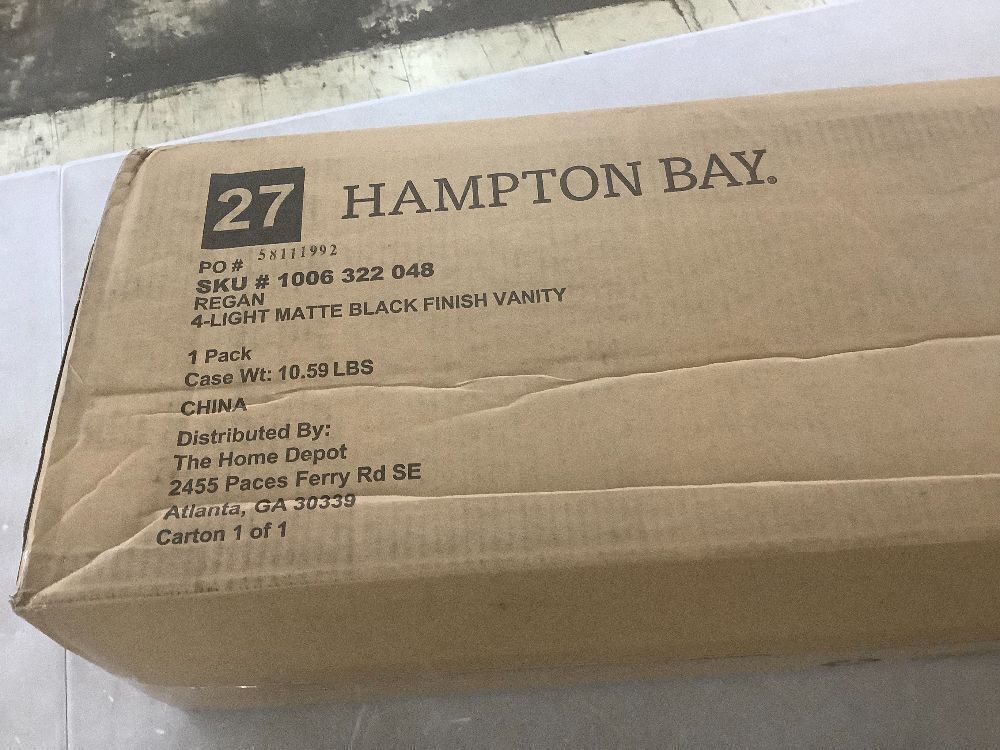 27 HAMPTON BAY®
PO # 58111992
SKU # 1006 322 048
REGAN
4-LIGHT MATTE BLACK FINISH VANITY
1 Pack
Case Wt: 10.59 LBS
CHINA
Distributed By:
The Home Depot
2455 Paces Ferry Rd SE
Atlanta, GA 30339
Carton 1 of 1